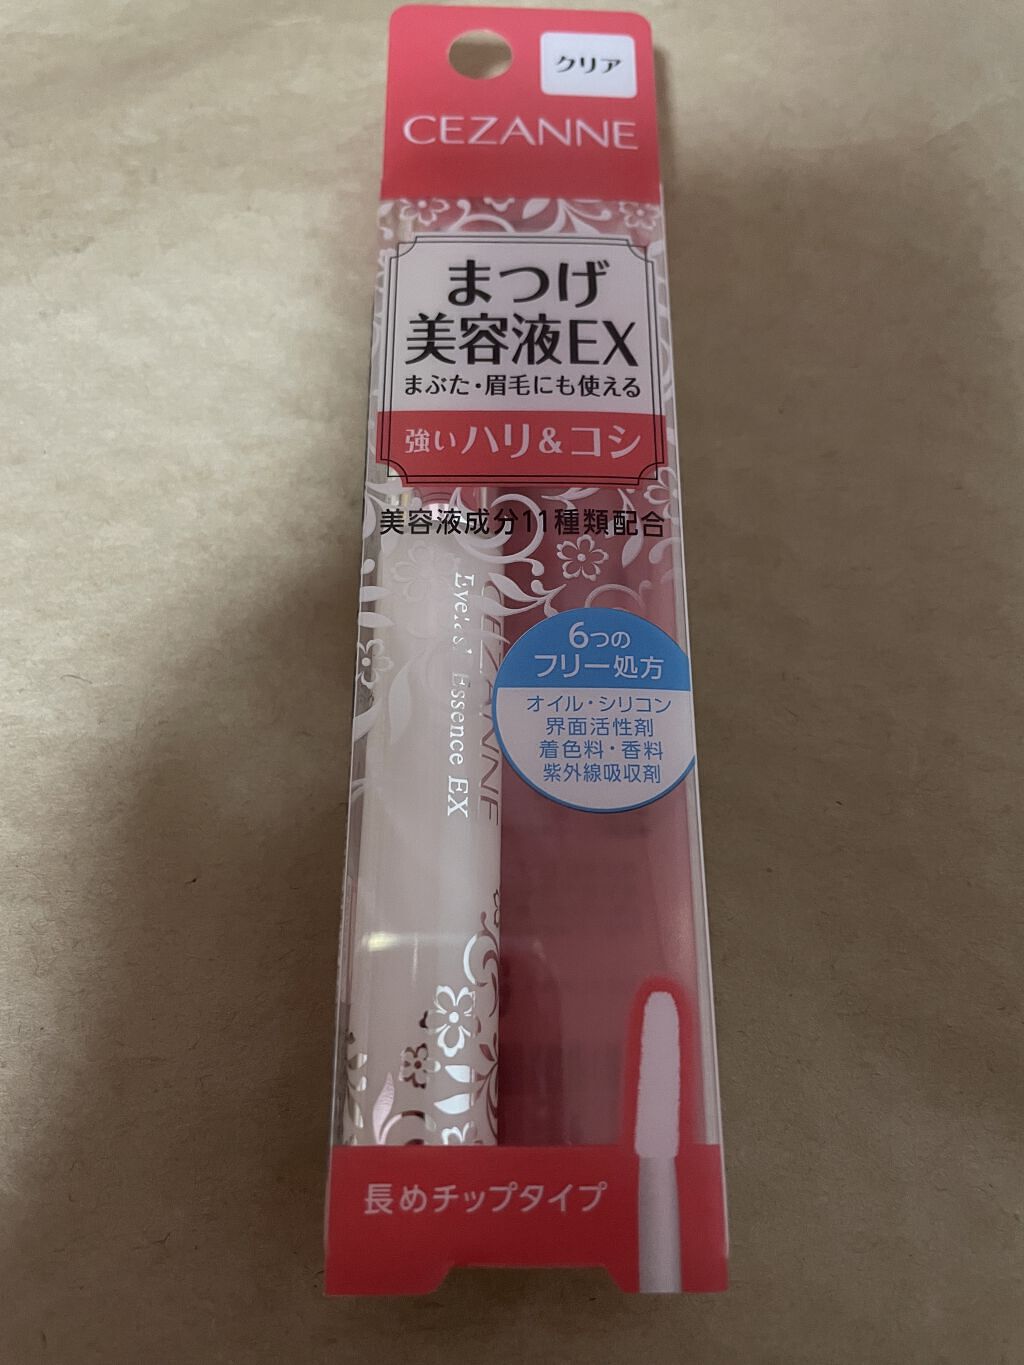 クリア
CEZANNE
まつげ
美容液EX
まぶた・眉毛にも使える
強いハリ&コシ
美容液成分11種類配合
Eyelash Essence EX
CEZANNE
6つの
フリー処方
オイル・シリコン
界面活性剤
着色料・香料
紫外線吸収剤
長めチップタイプ